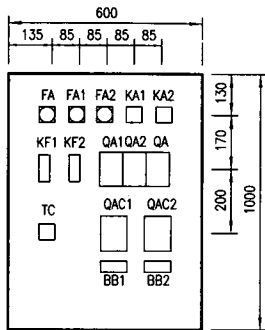 600
135 85 85 85 85
FA FA1 FA2 KA1 KA2
130
KF1 KF2 QA1 QA2 QA
170
TC QAC1 QAC2
200
1000
BB1 BB2